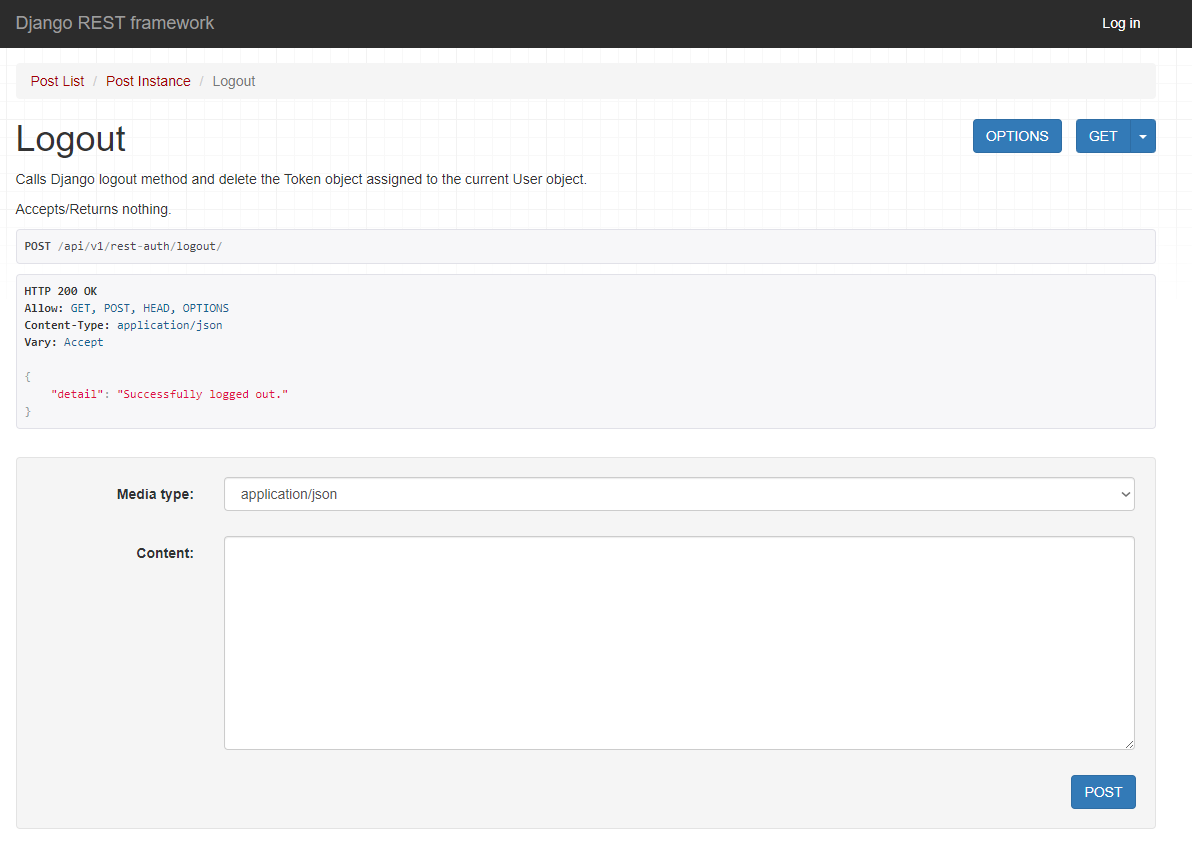 Django REST framework
Log in
Post List / Post Instance / Logout
Logout
OPTIONS
GET
Calls Django logout method and delete the Token object assigned to the current User object.
Accepts/Returns nothing.
POST /api/v1/rest-auth/logout/
HTTP 200 OK
Allow: GET, POST, HEAD, OPTIONS
Content-Type: application/json
Vary: Accept
{
"detail": "Successfully logged out."
}
Media type:
application/json
Content:
POST